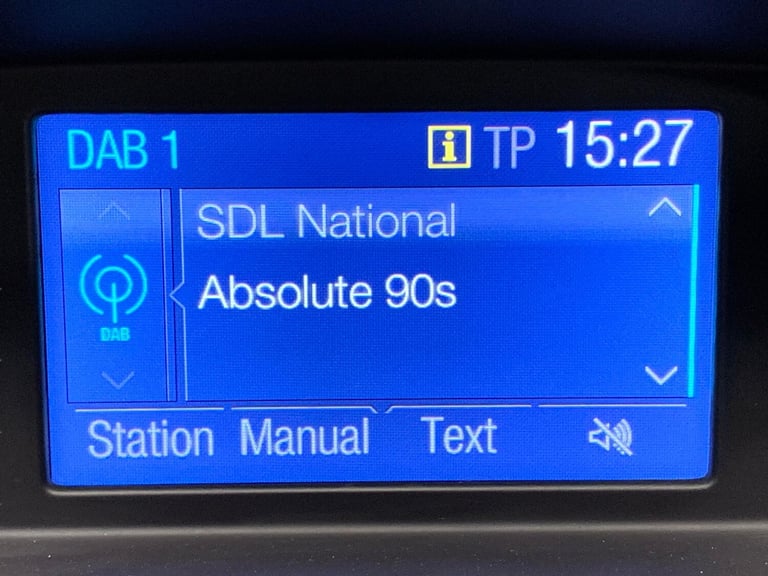 DAB 1 i TP 15:27
SDL National
Absolute 90s
DAB
Station Manual Text